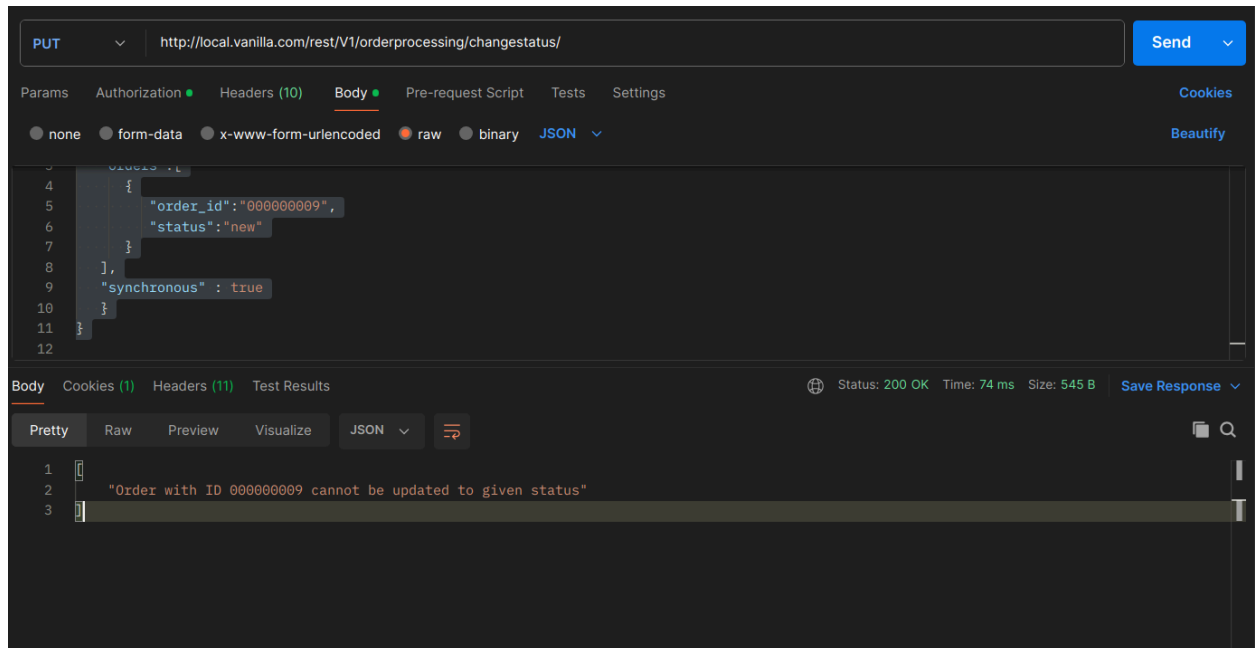 PUT http://local.vanilla.com/rest/V1/orderprocessing/changestatus/ Send
Params Authorization Headers (10) Body Pre-request Script Tests Settings Cookies
none form-data x-www-form-urlencoded raw binary JSON Beautify
3 "orders":[
4 {
5 "order_id":"000000009",
6 "status":"new"
7 }
8 ],
9 "synchronous" : true
10 }
11 }
12
Body Cookies (1) Headers (11) Test Results Status: 200 OK Time: 74 ms Size: 545 B Save Response
Pretty Raw Preview Visualize JSON
1 [
2 "Order with ID 000000009 cannot be updated to given status"
3 ]